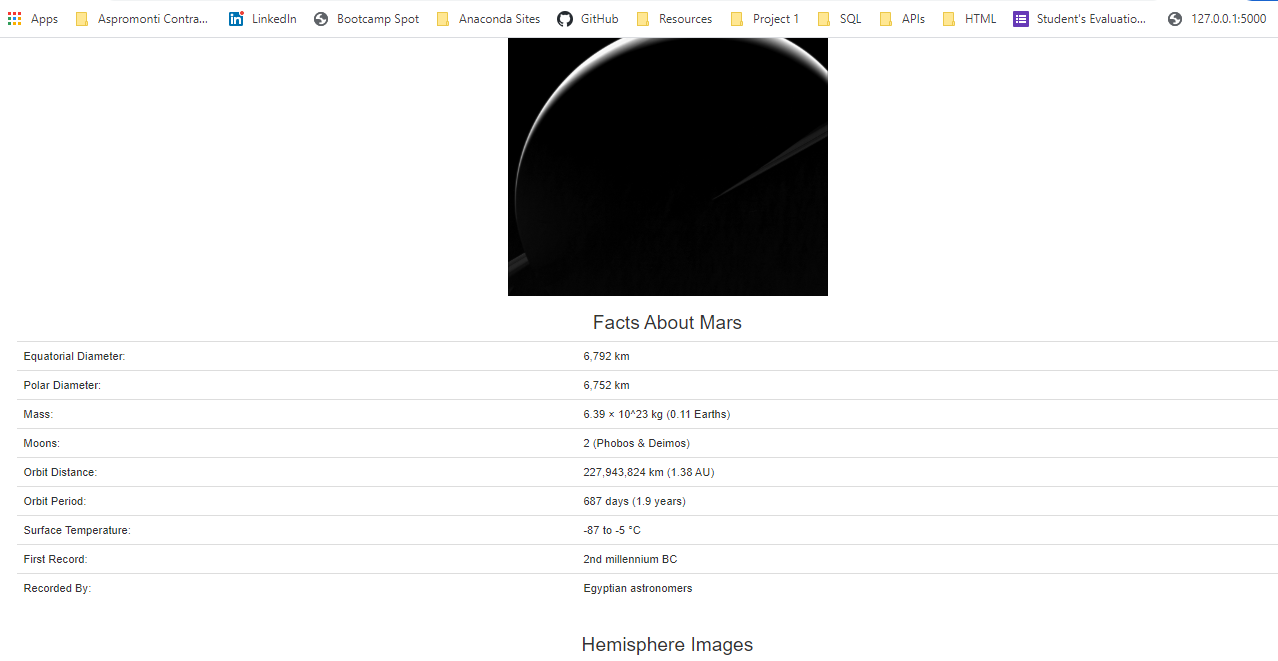 Apps Aspromonti Contra... LinkedIn Bootcamp Spot Anaconda Sites GitHub Resources Project 1 SQL APIs HTML Student's Evaluatio... 127.0.0.1:5000
Facts About Mars
Equatorial Diameter: 6,792 km
Polar Diameter: 6,752 km
Mass: 6.39 × 10^23 kg (0.11 Earths)
Moons: 2 (Phobos & Deimos)
Orbit Distance: 227,943,824 km (1.38 AU)
Orbit Period: 687 days (1.9 years)
Surface Temperature: -87 to -5 °C
First Record: 2nd millennium BC
Recorded By: Egyptian astronomers
Hemisphere Images